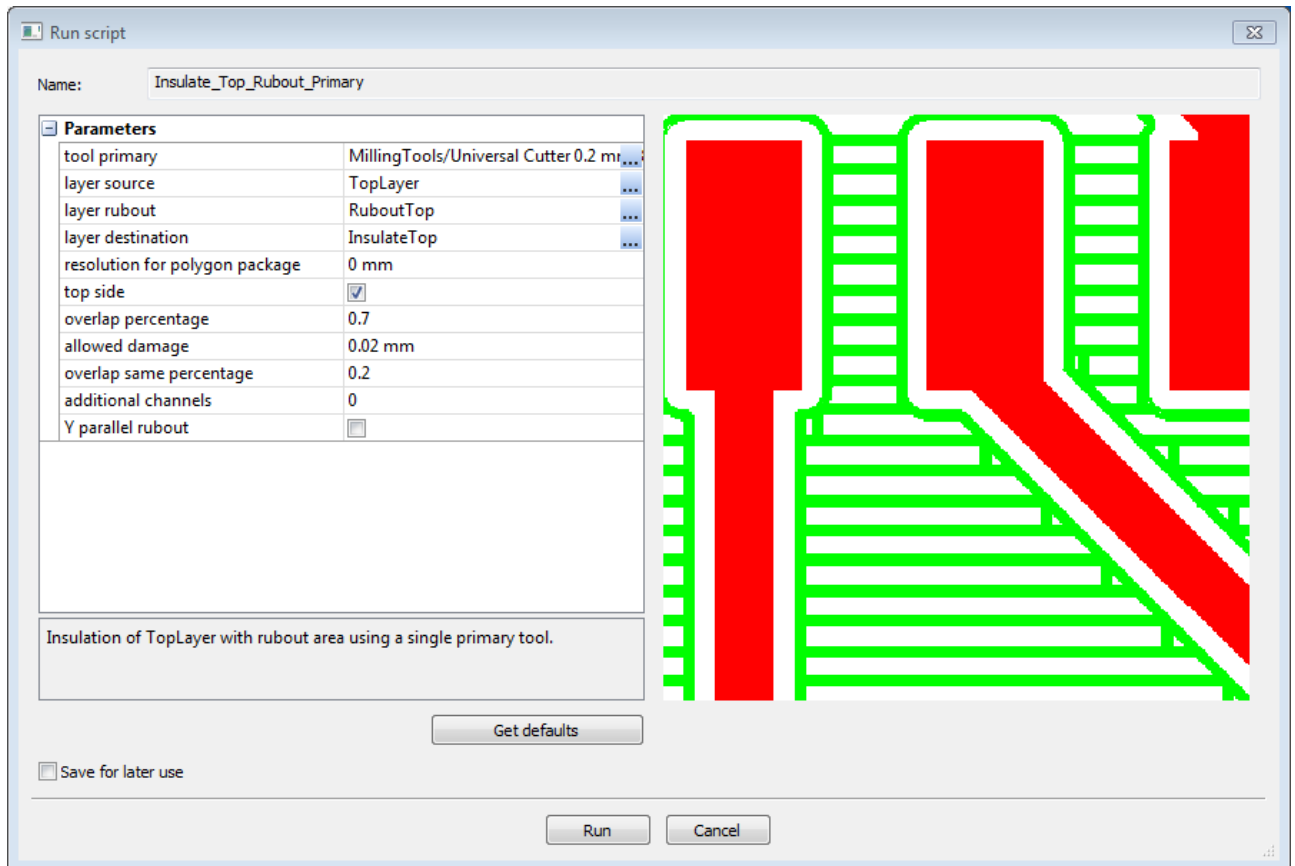 Run script
Name: Insulate_Top_Rubout_Primary
Parameters
tool primary MillingTools/Universal Cutter 0.2 mm...
layer source TopLayer ...
layer rubout RuboutTop ...
layer destination InsulateTop ...
resolution for polygon package 0 mm
top side
overlap percentage 0.7
allowed damage 0.02 mm
overlap same percentage 0.2
additional channels 0
Y parallel rubout
Insulation of TopLayer with rubout area using a single primary tool.
Get defaults
Save for later use
Run Cancel